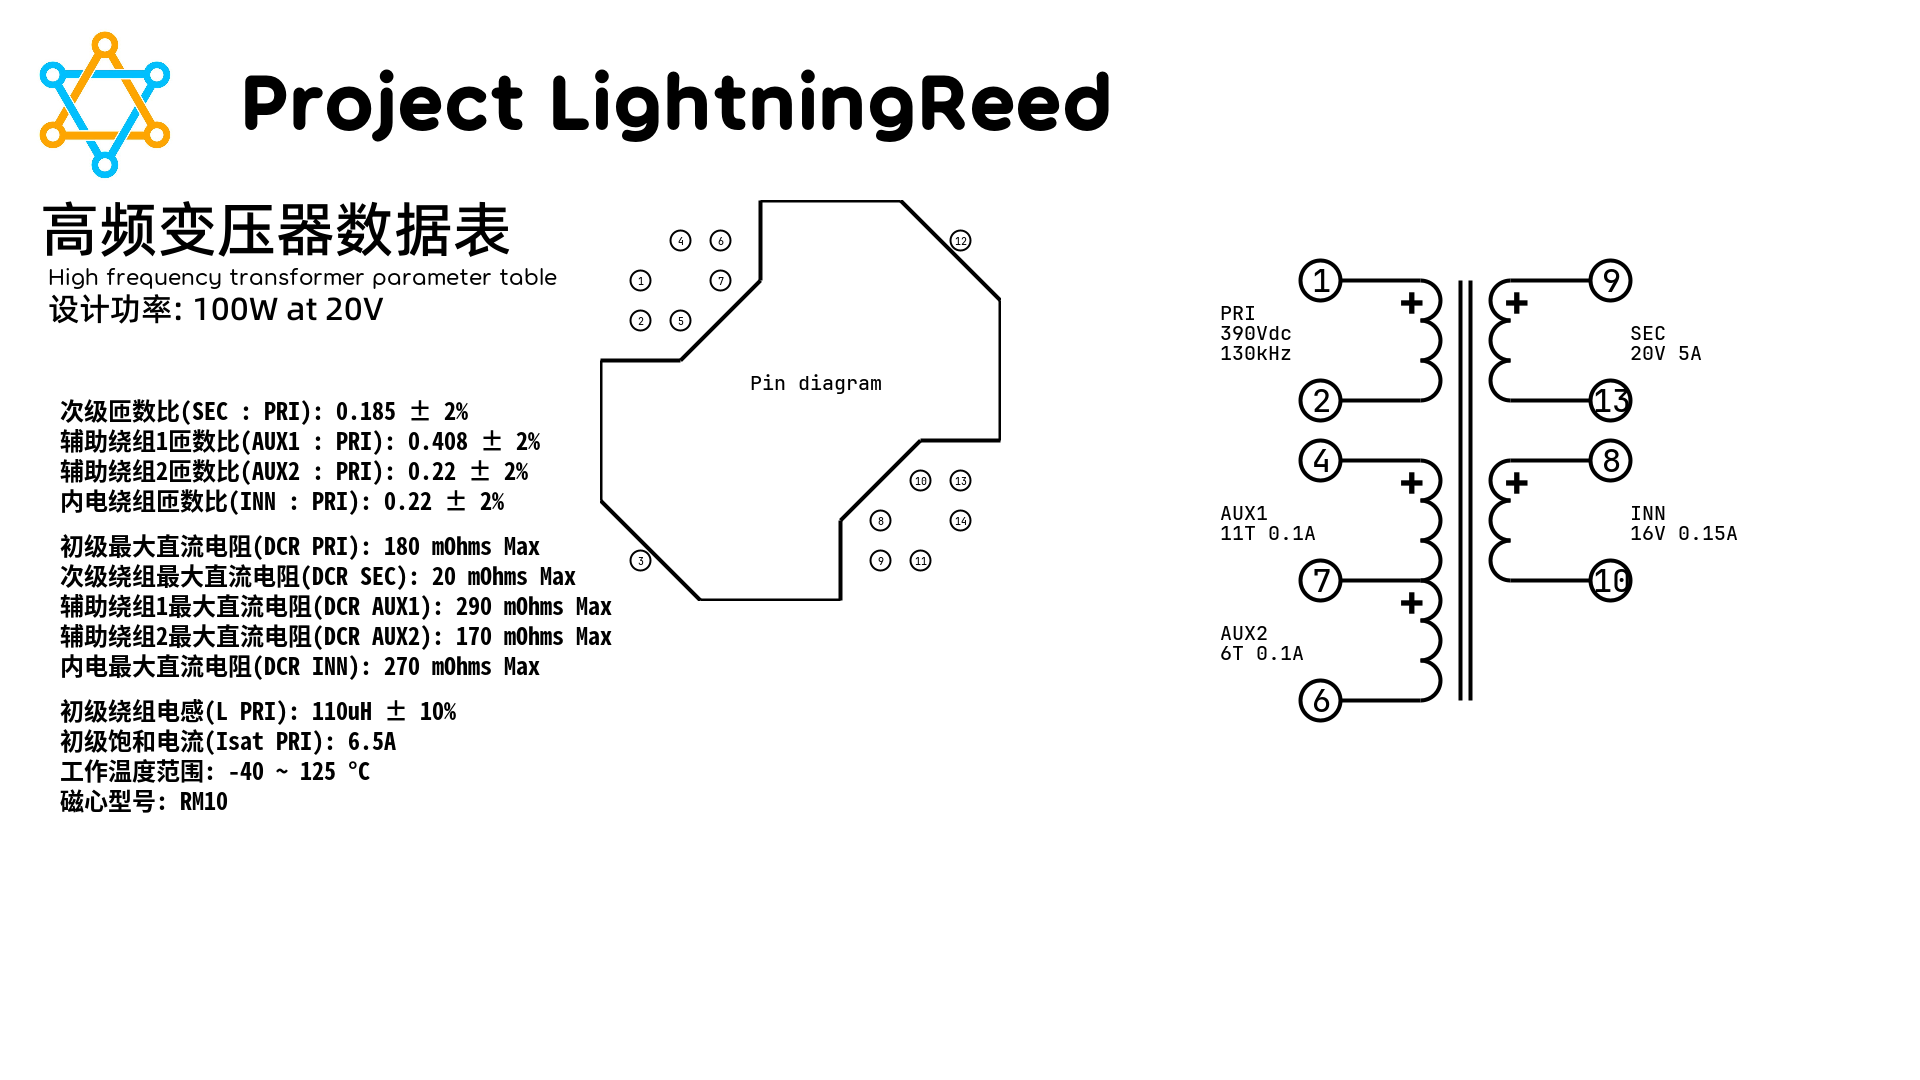 Project LightningReed
高频变压器数据表
High frequency transformer parameter table
设计功率: 100W at 20V
次级匝数比(SEC : PRI): 0.185 ± 2%
辅助绕组1匝数比(AUX1 : PRI): 0.408 ± 2%
辅助绕组2匝数比(AUX2 : PRI): 0.22 ± 2%
内电绕组匝数比(INN : PRI): 0.22 ± 2%
初级最大直流电阻(DCR PRI): 180 mOhms Max
次级绕组最大直流电阻(DCR SEC): 20 mOhms Max
辅助绕组1最大直流电阻(DCR AUX1): 290 mOhms Max
辅助绕组2最大直流电阻(DCR AUX2): 170 mOhms Max
内电最大直流电阻(DCR INN): 270 mOhms Max
初级绕组电感(L PRI): 110uH ± 10%
初级饱和电流(Isat PRI): 6.5A
工作温度范围: -40 ~ 125 °C
磁心型号: RM10
4 6
12
1 7
2 5
Pin diagram
10 13
8 14
3
9 11
1
+
PRI
390Vdc
130kHz
2
4
+
AUX1
11T 0.1A
7
+
AUX2
6T 0.1A
6
9
+
SEC
20V 5A
13
8
+
INN
16V 0.15A
10